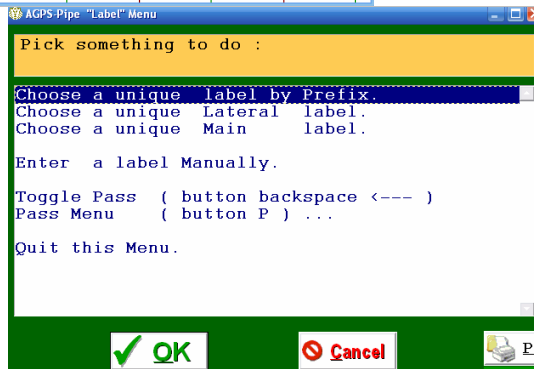 AGPS-Pipe "Label" Menu
Pick something to do :
Choose a unique label by Prefix.
Choose a unique Lateral label.
Choose a unique Main label.
Enter a label Manually.
Toggle Pass ( button backspace <--- )
Pass Menu ( button P ) ...
Quit this Menu.
OK
Cancel
P